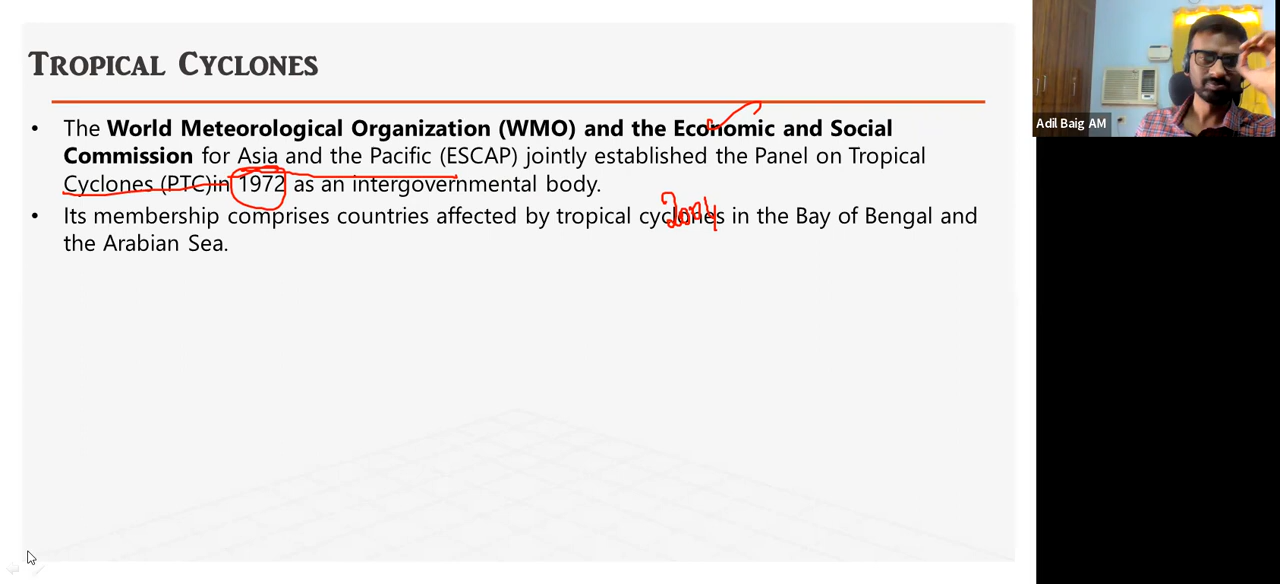 TROPICAL CYCLONES
• The World Meteorological Organization (WMO) and the Economic and Social
Commission for Asia and the Pacific (ESCAP) jointly established the Panel on Tropical
Cyclones (PTC)in 1972 as an intergovernmental body.
• Its membership comprises countries affected by tropical cyclones in the Bay of Bengal and
the Arabian Sea.
2004
Adil Baig AM